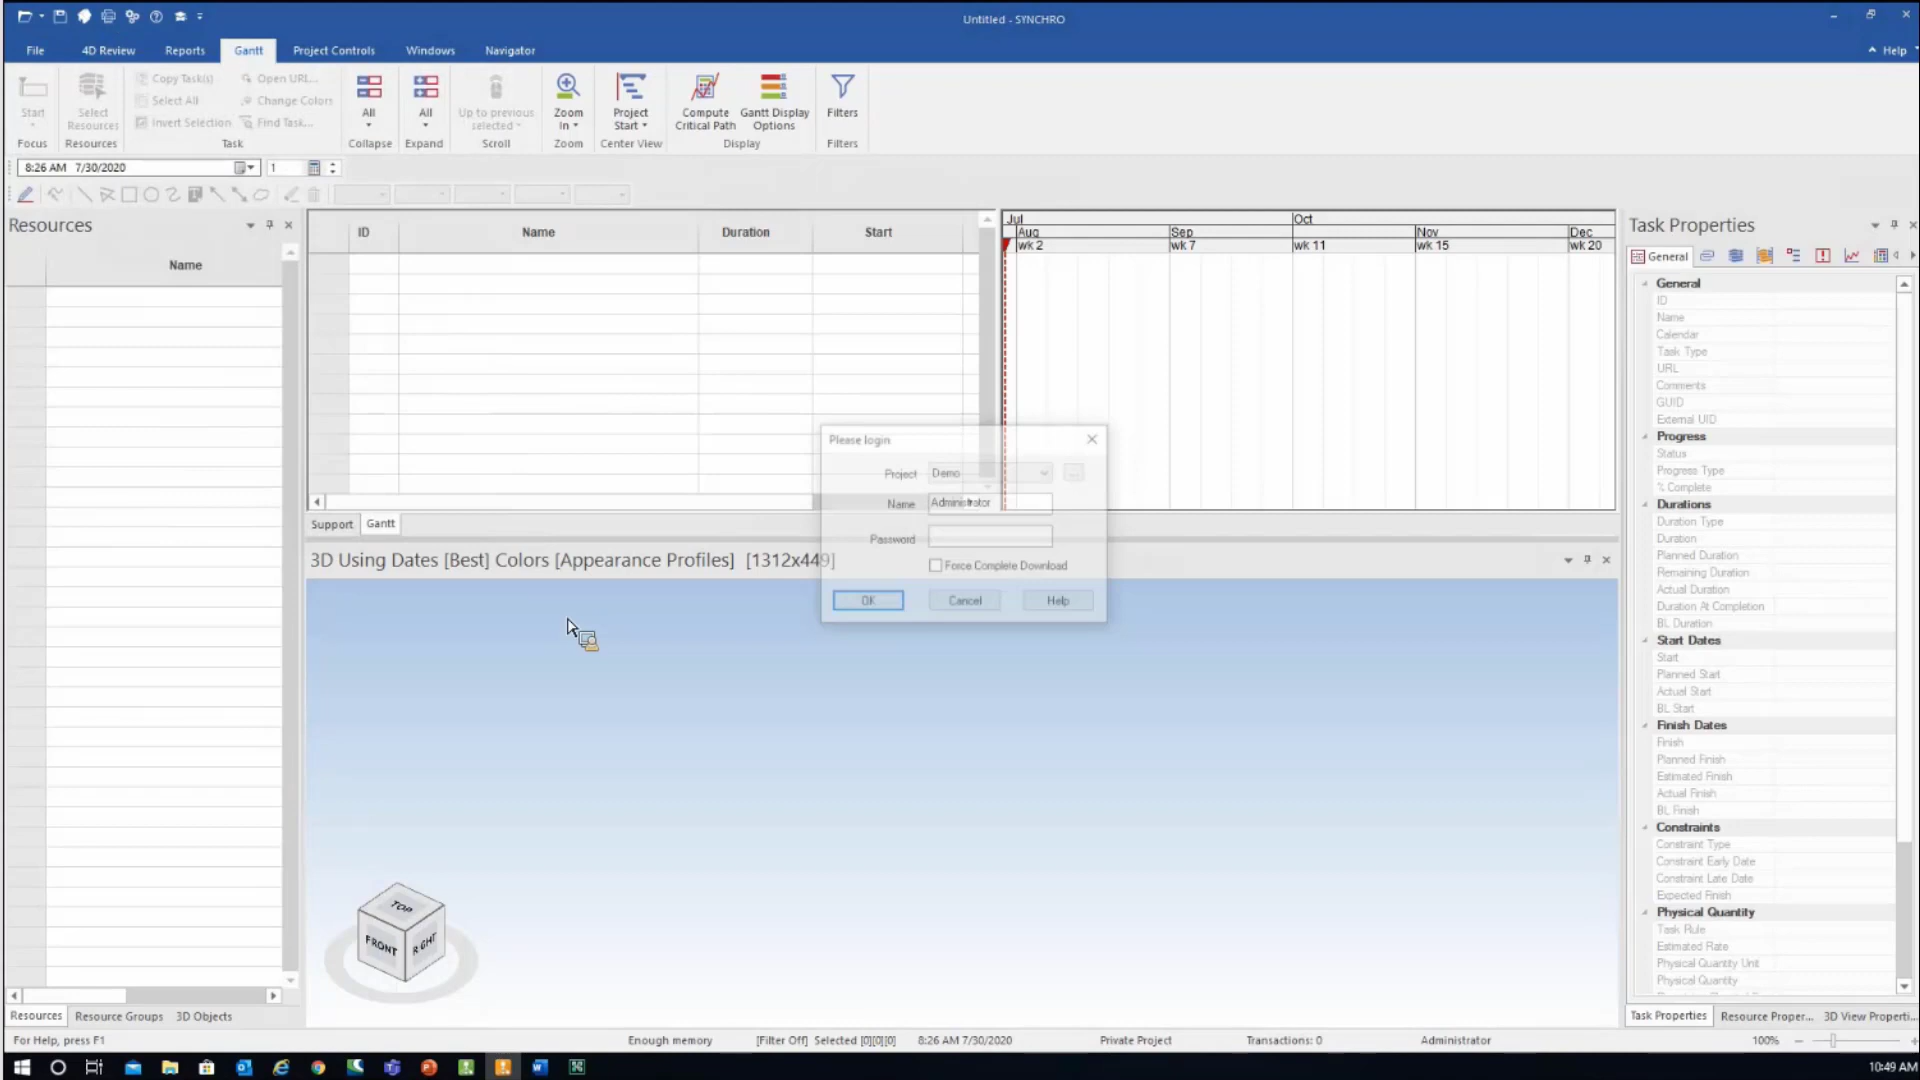 Untitled - SYNCHRO
File 4D Review Reports Gantt Project Controls Windows Navigator Help
Start
Focus
Select Resources
Resources
Copy Task(s)
Select All
Invert Selection
Open URL...
Change Colors
Find Task...
Task
All
Collapse
All
Expand
Up to previous selected
Scroll
Zoom In
Zoom
Project Start
Center View
Compute Critical Path
Gantt Display Options
Display
Filters
Filters
8:26 AM 7/30/2020 1
Resources
Name
ID Name Duration Start
Jul Oct
Aug Sep Nov Dec
wk 2 wk 7 wk 11 wk 15 wk 20
Support Gantt
Please login
Project Demo ...
Name Administrator
Password
Force Complete Download
OK Cancel Help
3D Using Dates [Best] Colors [Appearance Profiles] [1312x449]
TOP
FRONT
RIGHT
Task Properties
General
General
ID
Name
Calendar
Task Type
URL
Comments
GUID
External UID
Progress
Status
Progress Type
% Complete
Durations
Duration Type
Duration
Planned Duration
Remaining Duration
Actual Duration
Duration At Completion
BL Duration
Start Dates
Start
Planned Start
Actual Start
BL Start
Finish Dates
Finish
Planned Finish
Estimated Finish
Actual Finish
BL Finish
Constraints
Constraint Type
Constraint Early Date
Constraint Late Date
Expected Finish
Physical Quantity
Task Rule
Estimated Rate
Physical Quantity Unit
Physical Quantity
Resources Resource Groups 3D Objects
Task Properties Resource Proper... 3D View Properti...
For Help, press F1 Enough memory [Filter Off] Selected [0][0][0] 8:26 AM 7/30/2020 Private Project Transactions: 0 Administrator 100%
10:49 AM